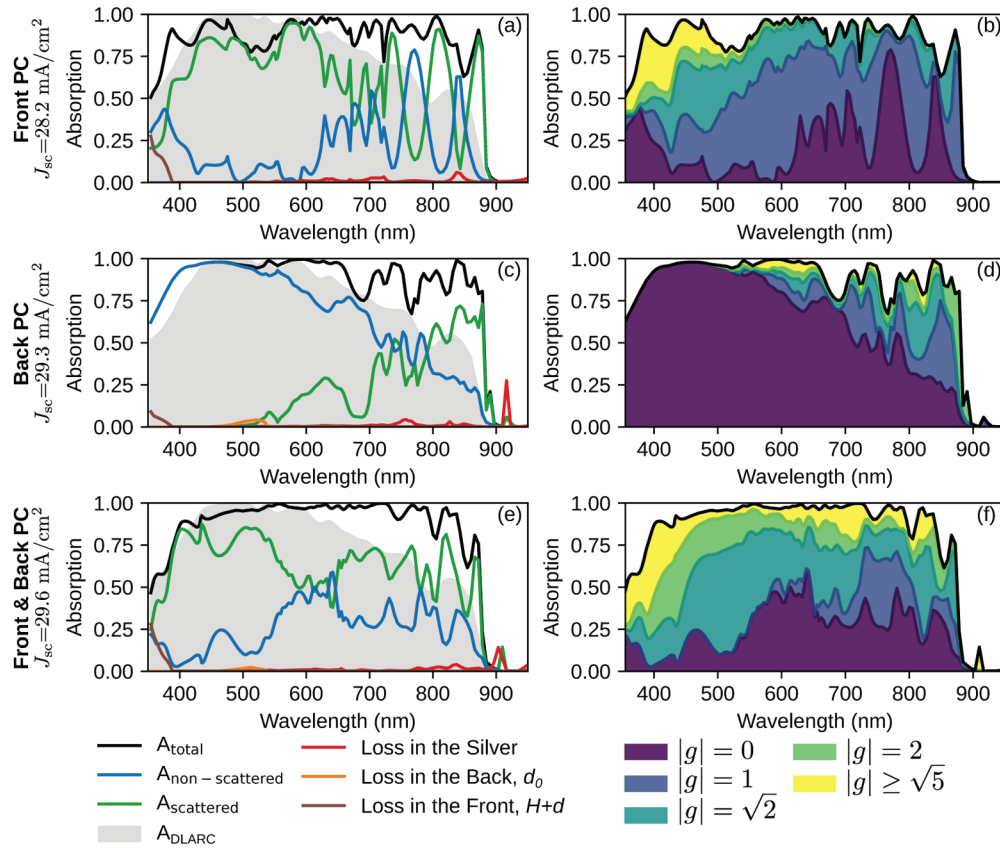 Front PC
J_sc=28.2 mA/cm²
Absorption
1.00
0.75
0.50
0.25
0.00
(a)
400 500 600 700 800 900
Wavelength (nm)
Absorption
1.00
0.75
0.50
0.25
0.00
(b)
400 500 600 700 800 900
Wavelength (nm)
Back PC
J_sc=29.3 mA/cm²
Absorption
1.00
0.75
0.50
0.25
0.00
(c)
400 500 600 700 800 900
Wavelength (nm)
Absorption
1.00
0.75
0.50
0.25
0.00
(d)
400 500 600 700 800 900
Wavelength (nm)
Front & Back PC
J_sc=29.6 mA/cm²
Absorption
1.00
0.75
0.50
0.25
0.00
(e)
400 500 600 700 800 900
Wavelength (nm)
Absorption
1.00
0.75
0.50
0.25
0.00
(f)
400 500 600 700 800 900
Wavelength (nm)
A_total
A_non−scattered
A_scattered
A_DLARC
Loss in the Silver
Loss in the Back, d_0
Loss in the Front, H+d
|g| = 0
|g| = 1
|g| = √2
|g| = 2
|g| ≥ √5